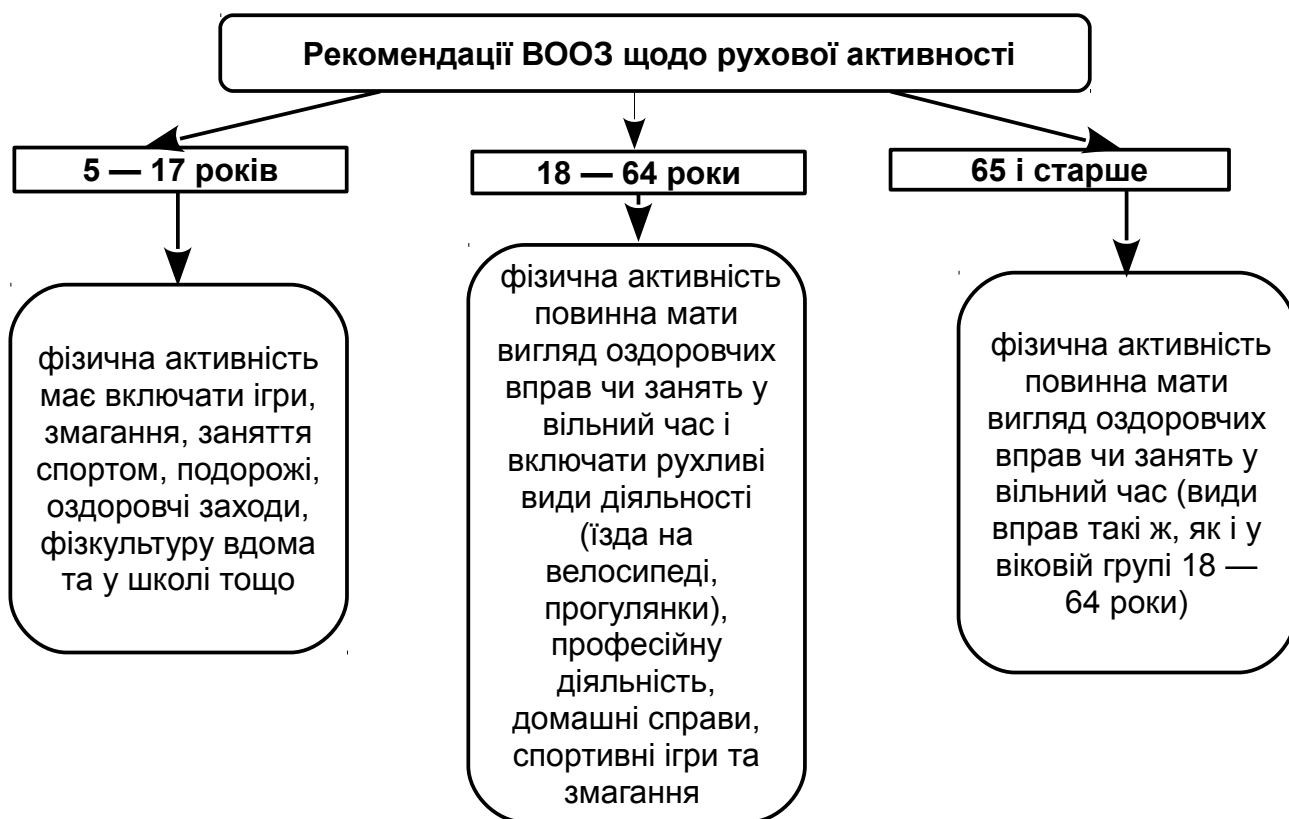 Рекомендації ВООЗ щодо рухової активності
5 — 17 років
фізична активність
має включати ігри,
змагання, заняття
спортом, подорожі,
оздоровчі заходи,
фізкультуру вдома
та у школі тощо
18 — 64 роки
фізична активність
повинна мати
вигляд оздоровчих
вправ чи занять у
вільний час і
включати рухливі
види діяльності
(їзда на
велосипеді,
прогулянки),
професійну
діяльність,
домашні справи,
спортивні ігри та
змагання
65 і старше
фізична активність
повинна мати
вигляд оздоровчих
вправ чи занять у
вільний час (види
вправ такі ж, як і у
віковій групі 18 —
64 роки)